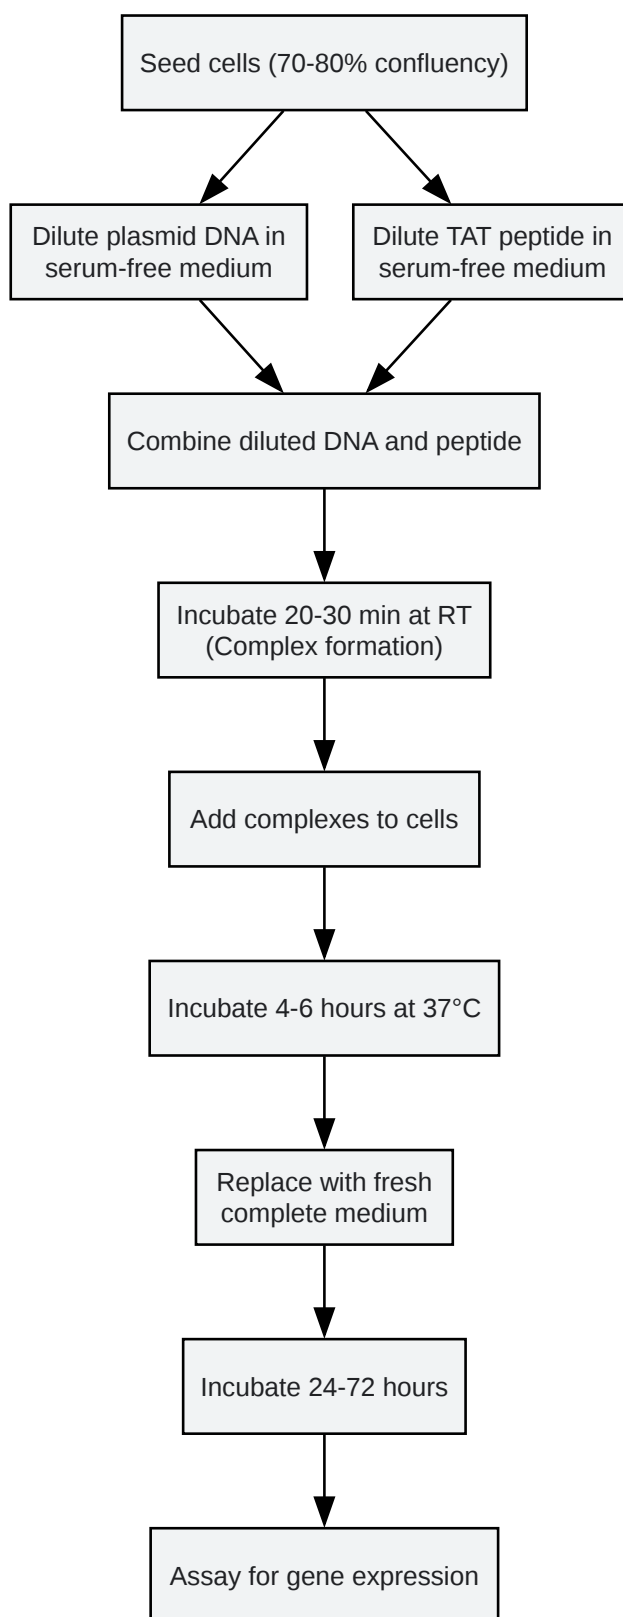 Seed cells (70-80% confluency)
Dilute plasmid DNA in
serum-free medium
Dilute TAT peptide in
serum-free medium
Combine diluted DNA and peptide
Incubate 20-30 min at RT
(Complex formation)
Add complexes to cells
Incubate 4-6 hours at 37°C
Replace with fresh
complete medium
Incubate 24-72 hours
Assay for gene expression